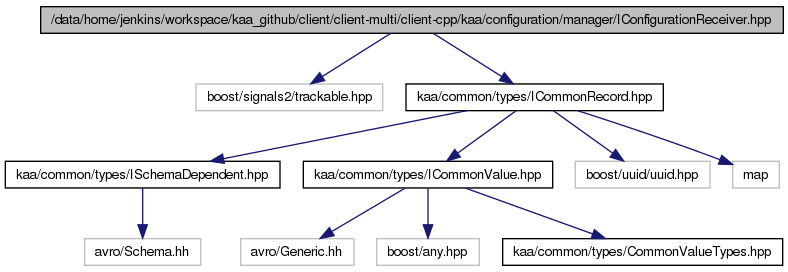 /data/home/jenkins/workspace/kaa_github/client/client-multi/client-cpp/kaa/configuration/manager/IConfigurationReceiver.hpp
boost/signals2/trackable.hpp
kaa/common/types/ICommonRecord.hpp
kaa/common/types/ISchemaDependent.hpp
kaa/common/types/ICommonValue.hpp
boost/uuid/uuid.hpp
map
avro/Schema.hh
avro/Generic.hh
boost/any.hpp
kaa/common/types/CommonValueTypes.hpp